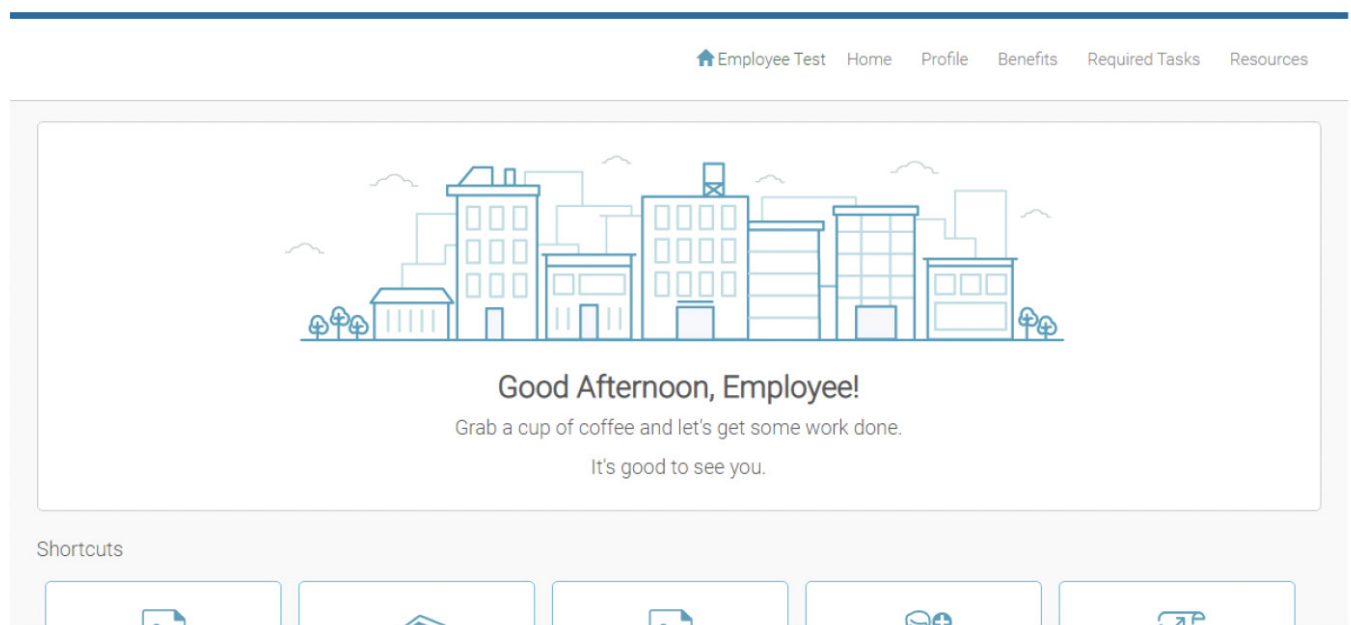 Employee Test Home Profile Benefits Required Tasks Resources
Good Afternoon, Employee!
Grab a cup of coffee and let's get some work done.
It's good to see you.
Shortcuts